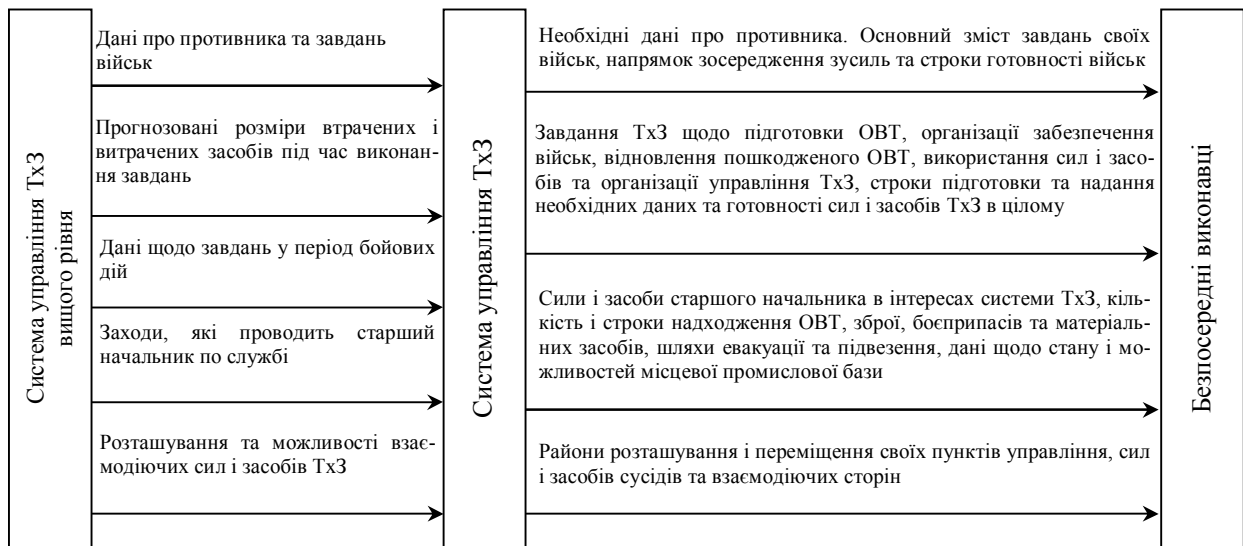 Система управління ТхЗ
вищого рівня
Дані про противника та завдань
військ
Прогнозовані розміри втрачених і
витрачених засобів під час виконан-
ня завдань
Дані щодо завдань у період бойових
дій
Заходи, які проводить старший
начальник по службі
Розташування та можливості взає-
модіючих сил і засобів ТхЗ
Система управління ТхЗ
Необхідні дані про противника. Основний зміст завдань своїх
військ, напрямок зосередження зусиль та строки готовності військ
Завдання ТхЗ щодо підготовки ОВТ, організації забезпечення
військ, відновлення пошкодженого ОВТ, використання сил і засо-
бів та організації управління ТхЗ, строки підготовки та надання
необхідних даних та готовності сил і засобів ТхЗ в цілому
Сили і засоби старшого начальника в інтересах системи ТхЗ, кіль-
кість і строки надходження ОВТ, зброї, боєприпасів та матеріаль-
них засобів, шляхи евакуації та підвезення, дані щодо стану і мо-
жливостей місцевої промислової бази
Райони розташування і переміщення своїх пунктів управління, сил
і засобів сусідів та взаємодіючих сторін
Безпосередні виконавці